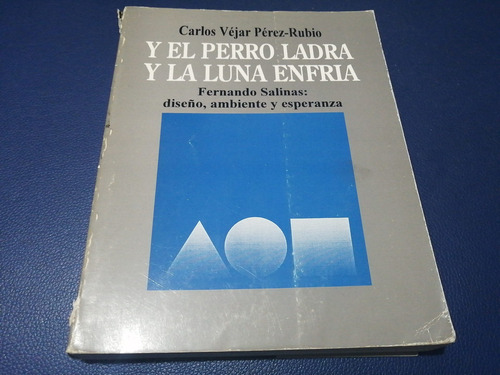 Carlos Véjar Pérez-Rubio
Y EL PERRO LADRA
Y LA LUNA ENFRIA
Fernando Salinas:
diseño, ambiente y esperanza